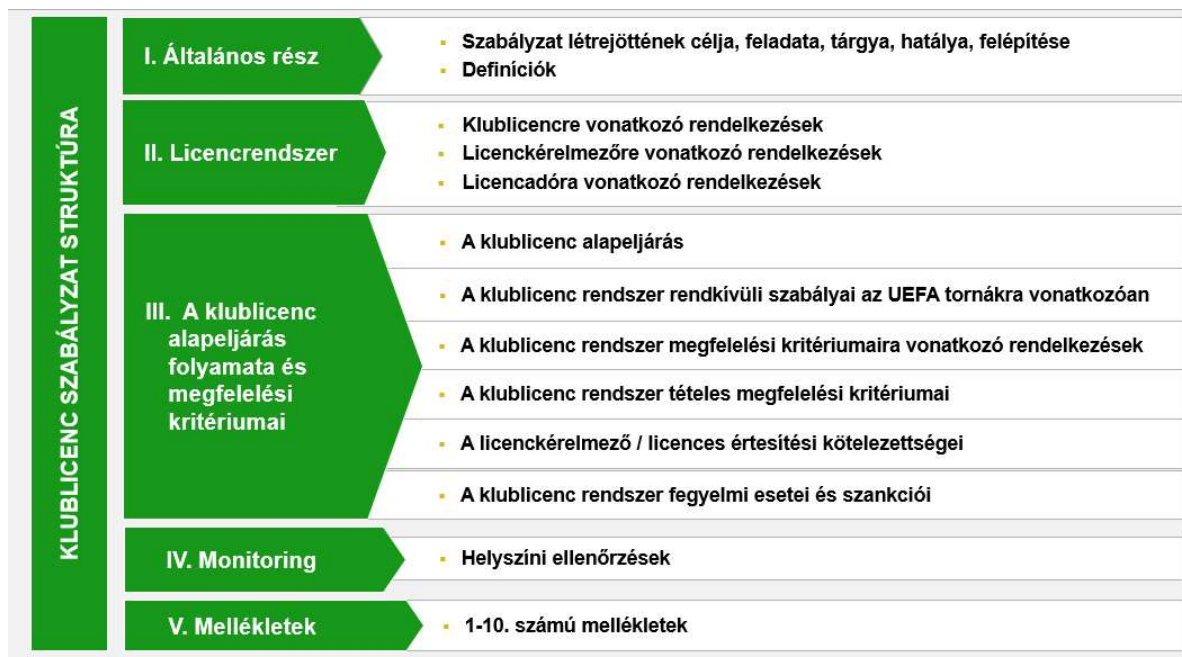 KLUBLICENC SZABÁLYZAT STRUKTÚRA
I. Általános rész
Szabályzat létrejöttének célja, feladata, tárgya, hatálya, felépítése
Definíciók
II. Licencrendszer
Klublicencre vonatkozó rendelkezések
Licenckérelmezőre vonatkozó rendelkezések
Licencadóra vonatkozó rendelkezések
III. A klublicenc
alapeljárás
folyamata és
megfelelési
kritériumai
A klublicenc alapeljárás
A klublicenc rendszer rendkívüli szabályai az UEFA tornákra vonatkozóan
A klublicenc rendszer megfelelési kritériumaira vonatkozó rendelkezések
A klublicenc rendszer tételes megfelelési kritériumai
A licenckérelmező / licences értesítési kötelezettségei
A klublicenc rendszer fegyelmi esetei és szankciói
IV. Monitoring
Helyszíni ellenőrzések
V. Mellékletek
1-10. számú mellékletek